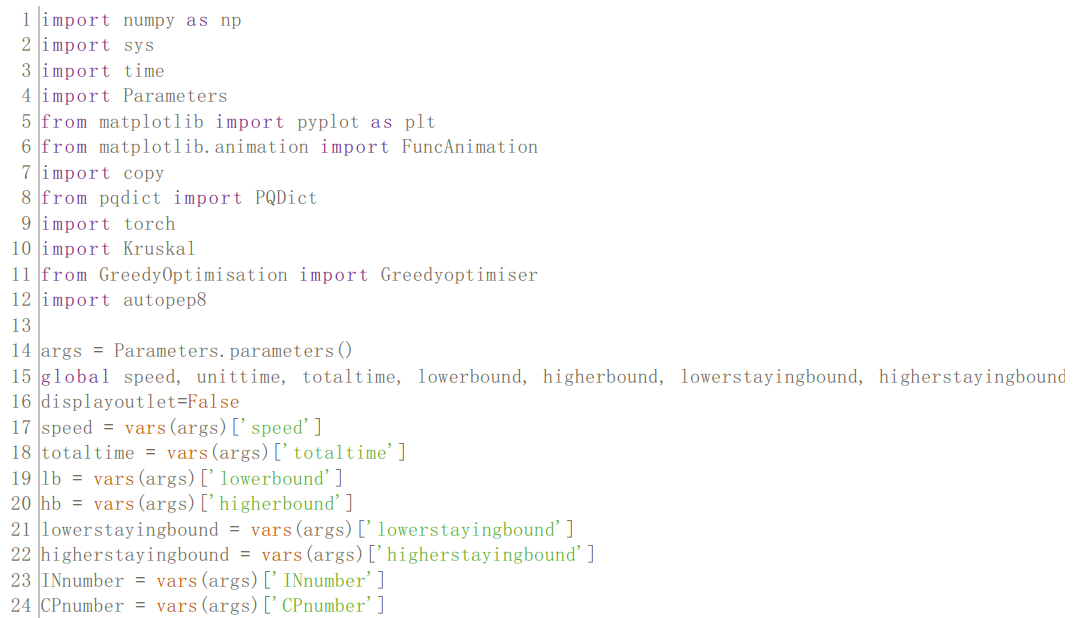 1 import numpy as np
2 import sys
3 import time
4 import Parameters
5 from matplotlib import pyplot as plt
6 from matplotlib.animation import FuncAnimation
7 import copy
8 from pqdict import PQDict
9 import torch
10 import Kruskal
11 from GreedyOptimisation import Greedyoptimiser
12 import autopep8
13
14 args = Parameters.parameters()
15 global speed, unittime, totaltime, lowerbound, higherbound, lowerstayingbound, higherstayingbound
16 displayoutlet=False
17 speed = vars(args)['speed']
18 totaltime = vars(args)['totaltime']
19 lb = vars(args)['lowerbound']
20 hb = vars(args)['higherbound']
21 lowerstayingbound = vars(args)['lowerstayingbound']
22 higherstayingbound = vars(args)['higherstayingbound']
23 INnumber = vars(args)['INnumber']
24 CPnumber = vars(args)['CPnumber']